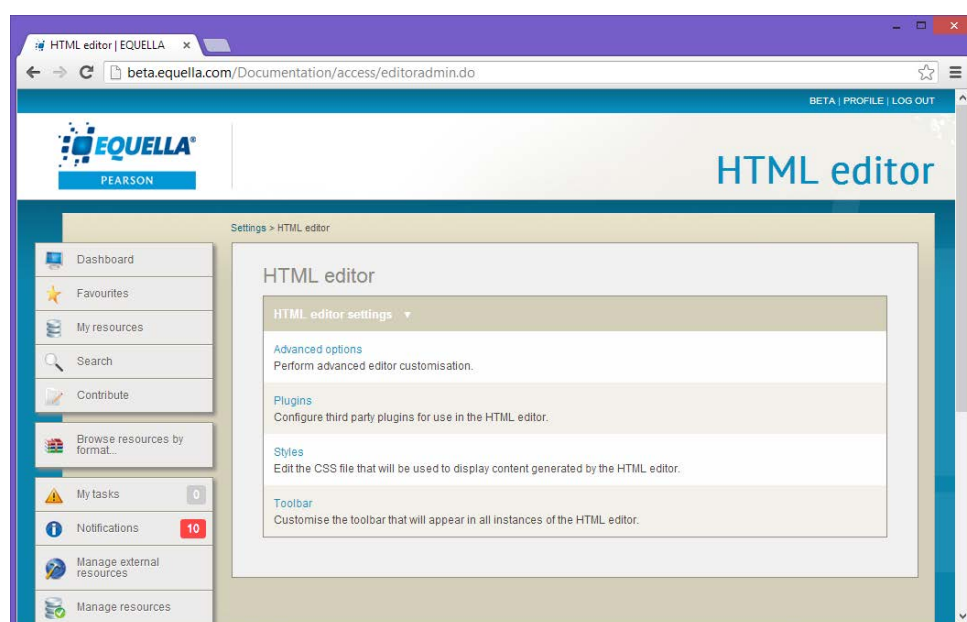 HTML editor | EQUELLA
beta.equella.com/Documentation/access/editoradmin.do
BETA | PROFILE | LOG OUT
EQUELLA®
PEARSON
HTML editor
Settings > HTML editor
Dashboard
Favourites
My resources
Search
Contribute
Browse resources by
format...
My tasks 0
Notifications 10
Manage external
resources
Manage resources
HTML editor
HTML editor settings
Advanced options
Perform advanced editor customisation.
Plugins
Configure third party plugins for use in the HTML editor.
Styles
Edit the CSS file that will be used to display content generated by the HTML editor.
Toolbar
Customise the toolbar that will appear in all instances of the HTML editor.